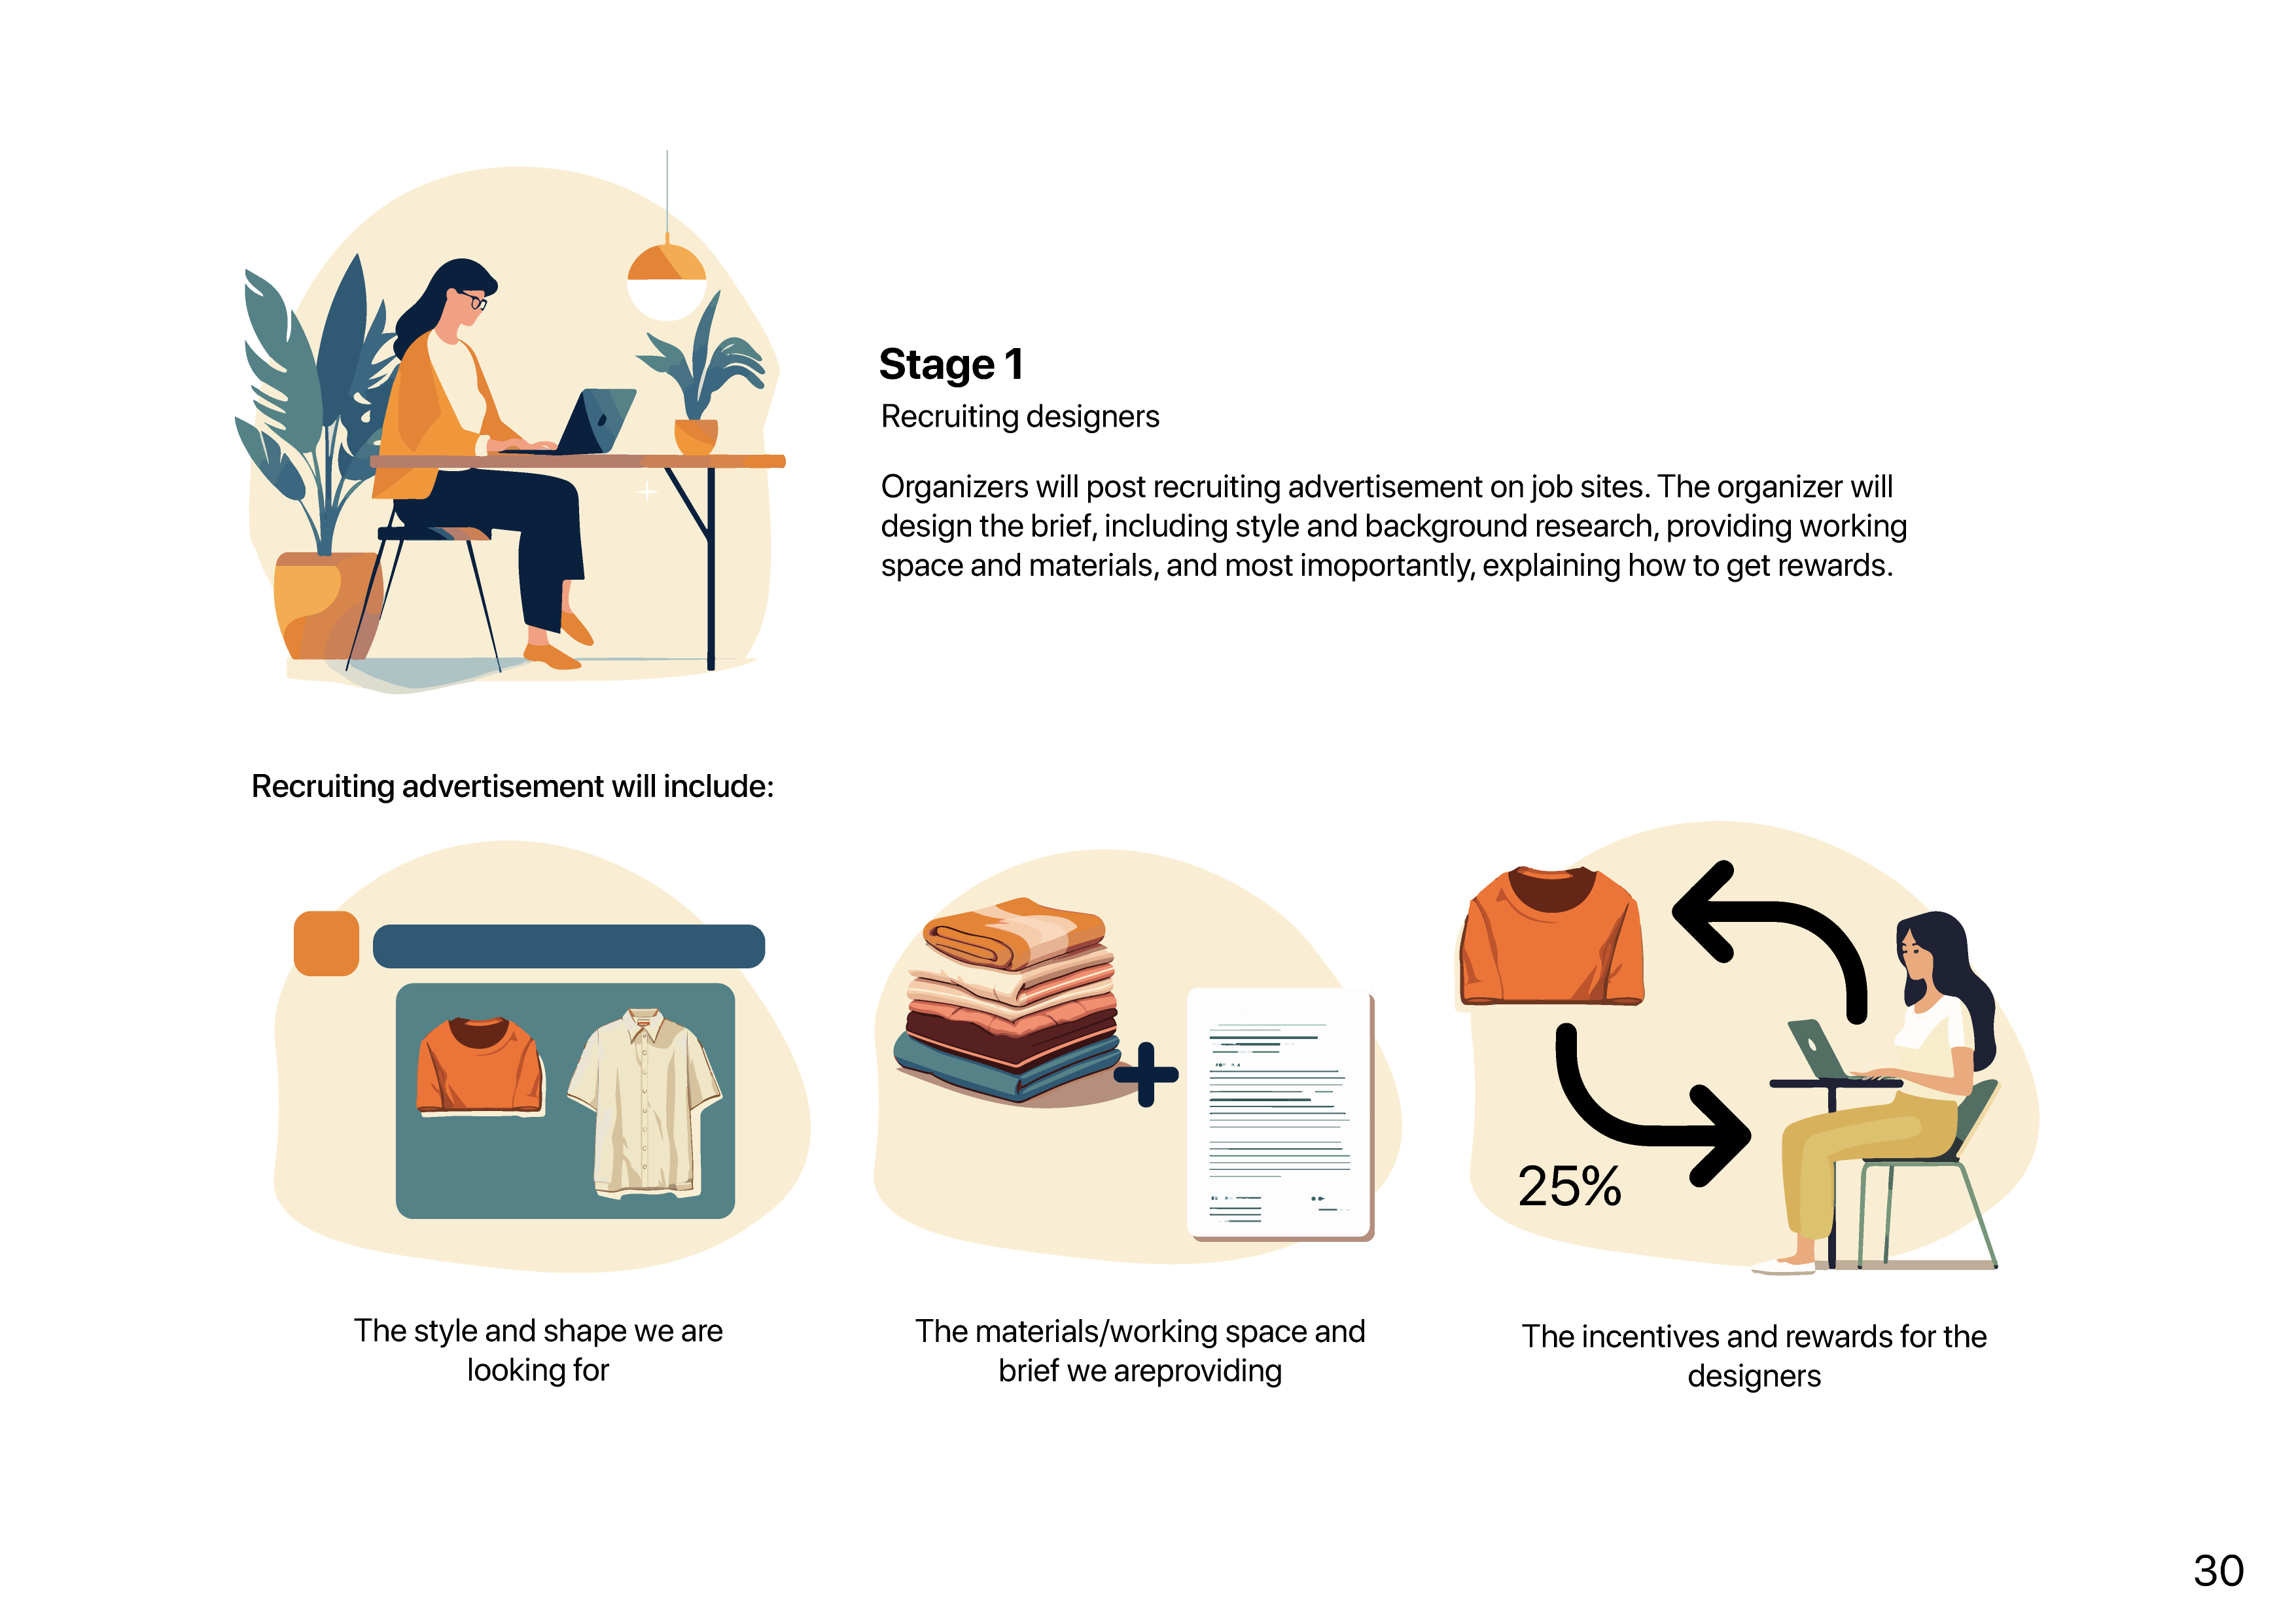 Stage 1
Recruiting designers
Organizers will post recruiting advertisement on job sites. The organizer will
design the brief, including style and background research, providing working
space and materials, and most imoportantly, explaining how to get rewards.
Recruiting advertisement will include:
25%
The style and shape we are
looking for
The materials/working space and
brief we areproviding
The incentives and rewards for the
designers
30